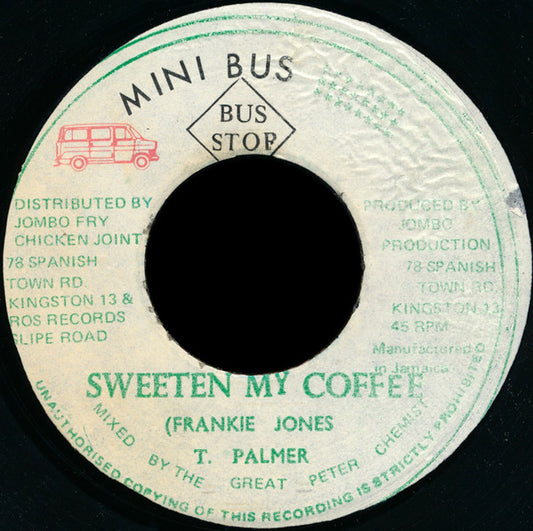 MINI BUS
BUS
STOP
DISTRIBUTED BY
JOMBO FRY
CHICKEN JOINT
78 SPANISH
TOWN RD.
KINGSTON 13 &
ROS RECORDS
SLIPE ROAD
PRODUCED BY
JOMBO
PRODUCTION
78 SPANISH
TOWN RD.
KINGSTON 13
45 RPM
Manufactured
in Jamaica
SWEETEN MY COFFEE
(FRANKIE JONES
T. PALMER
MIXED BY THE GREAT PETER CHEMIST
UNAUTHORISED COPYING OF THIS RECORDING IS STRICTLY PROHIBITED